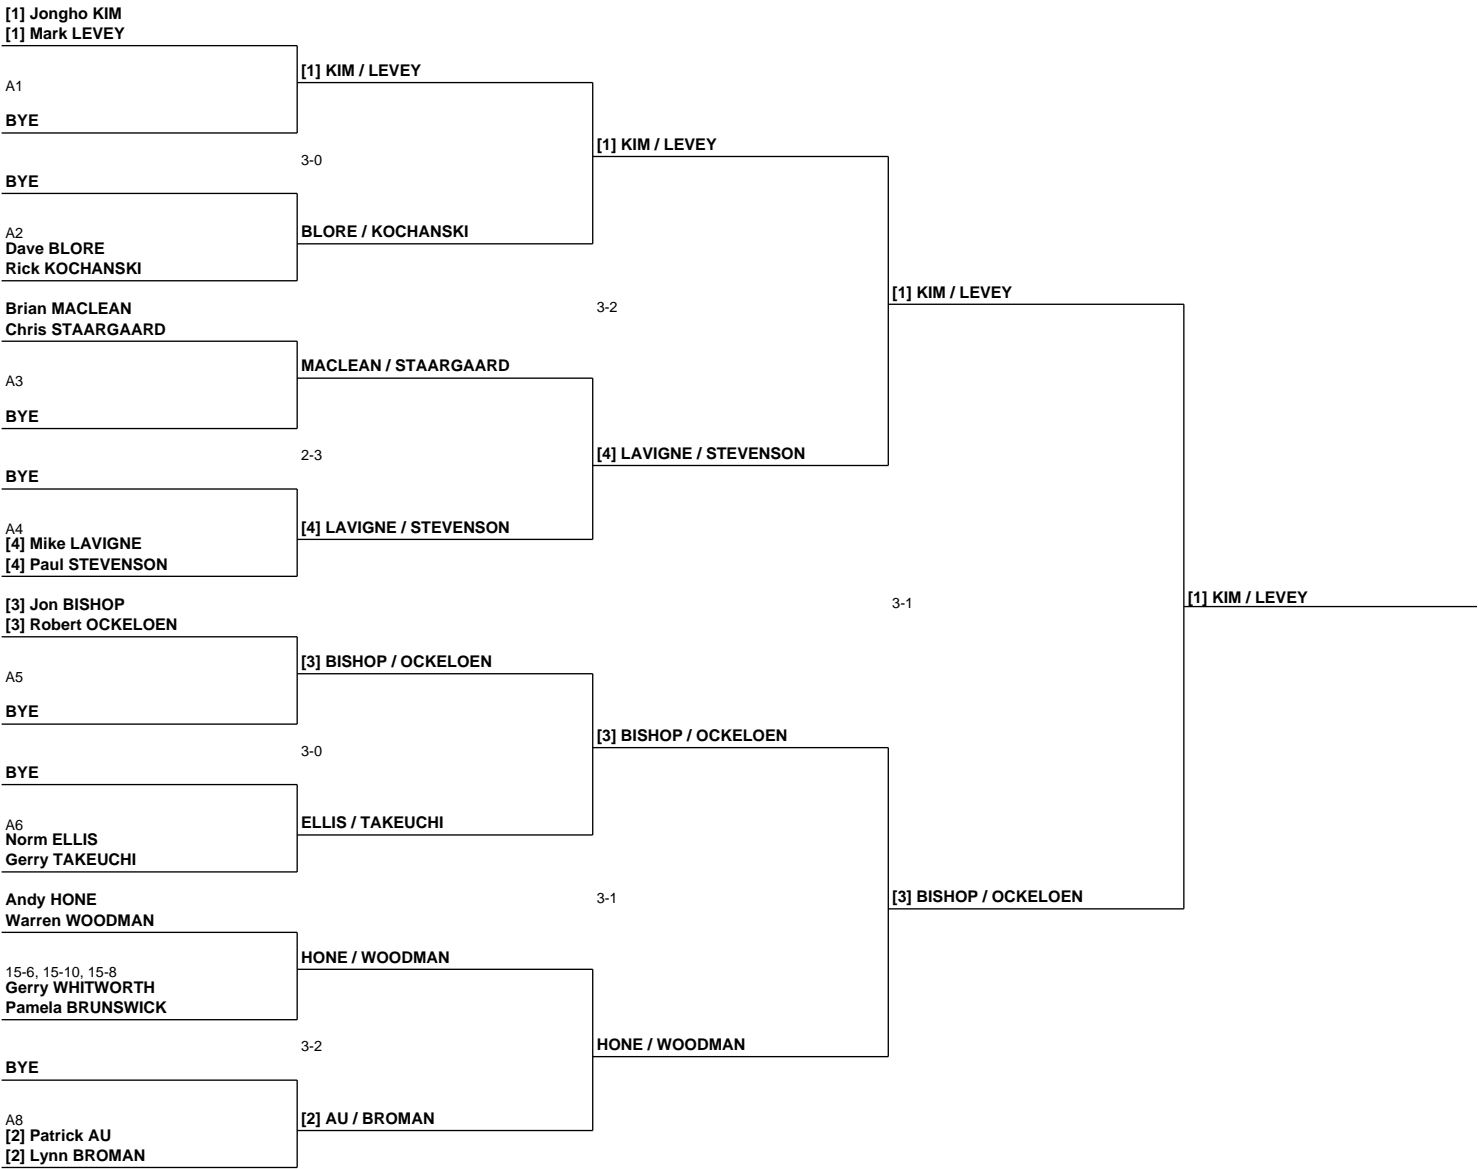 [1] Jongho KIM
[1] Mark LEVEY
[1] KIM / LEVEY
A1
BYE
[1] KIM / LEVEY
3-0
BYE
BLORE / KOCHANSKI
A2
Dave BLORE
Rick KOCHANSKI
[1] KIM / LEVEY
Brian MACLEAN
3-2
Chris STAARGAARD
MACLEAN / STAARGAARD
A3
BYE
2-3
[4] LAVIGNE / STEVENSON
BYE
A4
[4] LAVIGNE / STEVENSON
[4] Mike LAVIGNE
[4] Paul STEVENSON
[1] KIM / LEVEY
[3] Jon BISHOP
3-1
[3] Robert OCKELOEN
[3] BISHOP / OCKELOEN
A5
BYE
[3] BISHOP / OCKELOEN
3-0
BYE
ELLIS / TAKEUCHI
A6
Norm ELLIS
Gerry TAKEUCHI
[3] BISHOP / OCKELOEN
Andy HONE
3-1
Warren WOODMAN
HONE / WOODMAN
15-6, 15-10, 15-8
Gerry WHITWORTH
Pamela BRUNSWICK
3-2
HONE / WOODMAN
BYE
A8
[2] AU / BROMAN
[2] Patrick AU
[2] Lynn BROMAN